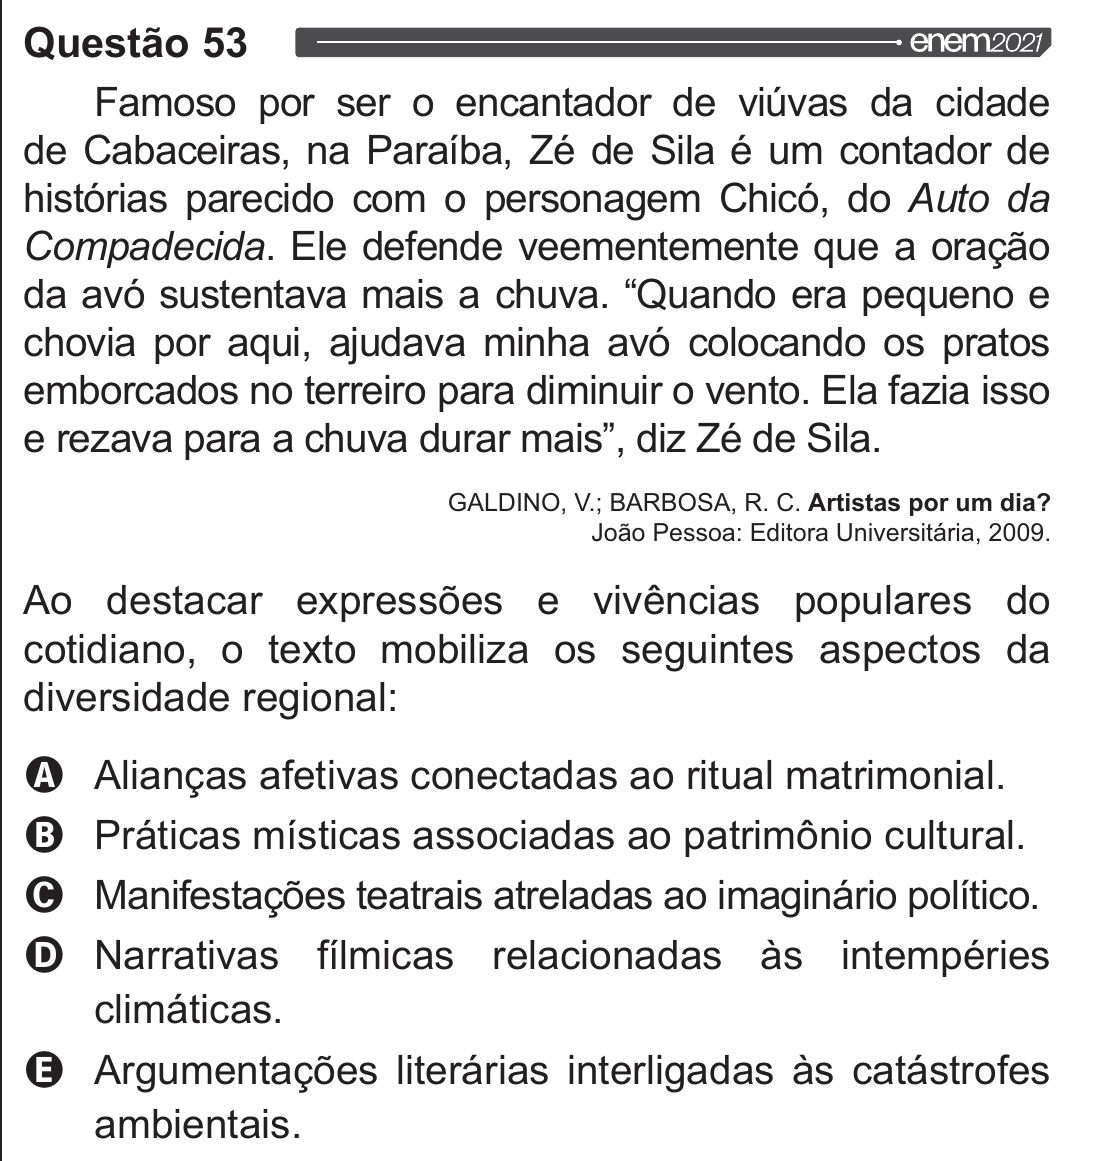 Questão 53
enem2021
Famoso por ser o encantador de viúvas da cidade
de Cabaceiras, na Paraíba, Zé de Sila é um contador de
histórias parecido com o personagem Chicó, do Auto da
Compadecida. Ele defende veementemente que a oração
da avó sustentava mais a chuva. “Quando era pequeno e
chovia por aqui, ajudava minha avó colocando os pratos
emborcados no terreiro para diminuir o vento. Ela fazia isso
e rezava para a chuva durar mais”, diz Zé de Sila.
GALDINO, V.; BARBOSA, R. C. Artistas por um dia?
João Pessoa: Editora Universitária, 2009.
Ao destacar expressões e vivências populares do
cotidiano, o texto mobiliza os seguintes aspectos da
diversidade regional:
A Alianças afetivas conectadas ao ritual matrimonial.
B Práticas místicas associadas ao patrimônio cultural.
C Manifestações teatrais atreladas ao imaginário político.
D Narrativas fílmicas relacionadas às intempéries
climáticas.
E Argumentações literárias interligadas às catástrofes
ambientais.